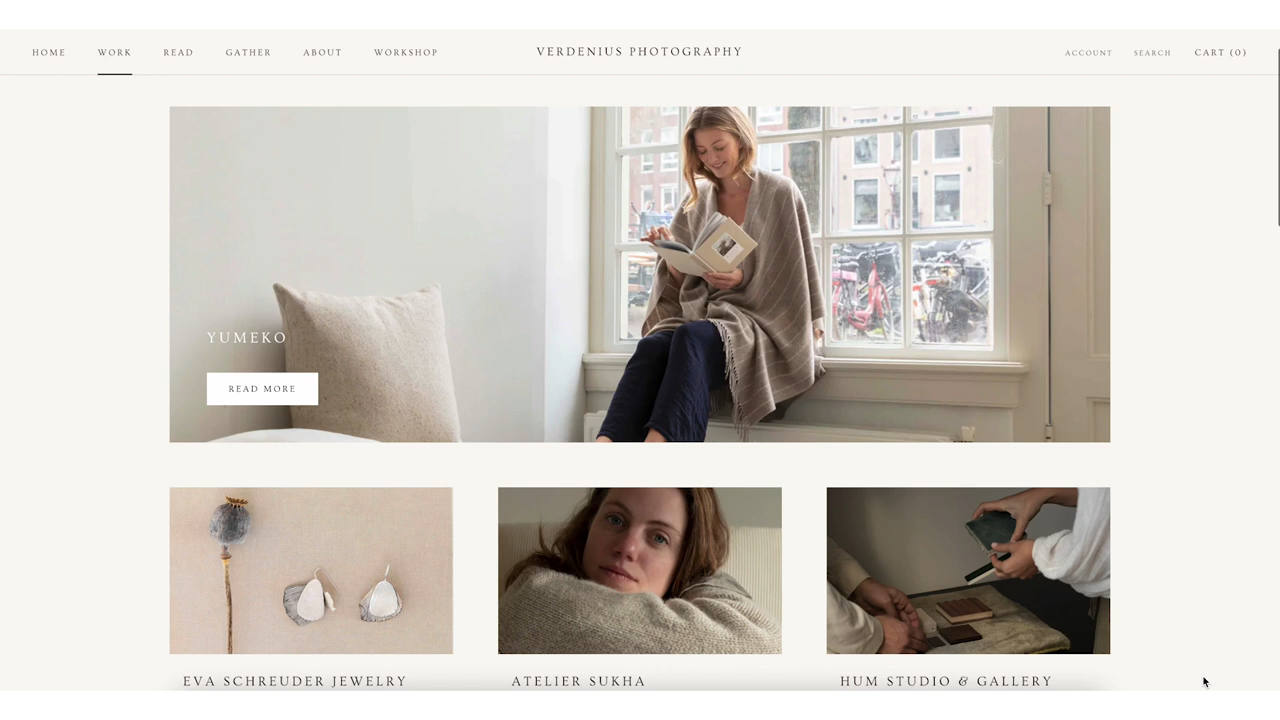 HOME WORK READ GATHER ABOUT WORKSHOP VERDENIUS PHOTOGRAPHY ACCOUNT SEARCH CART (0)
YUMEKO
READ MORE
EVA SCHREUDER JEWELRY ATELIER SUKHA HUM STUDIO & GALLERY